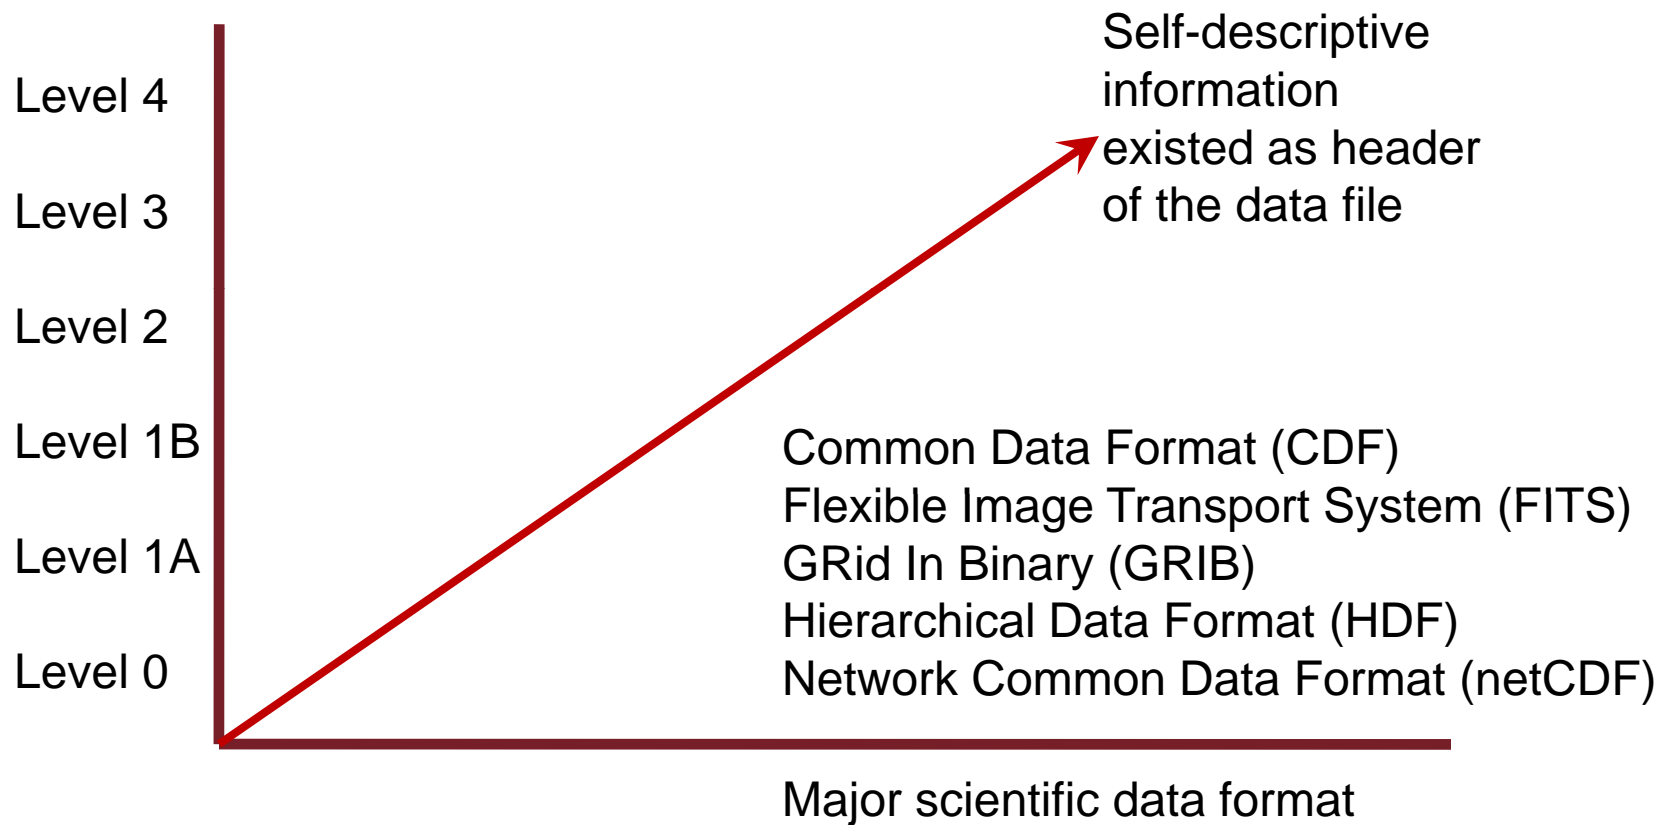 Self-descriptive
information
existed as header
of the data file
Level 4
Level 3
Level 2
Level 1B
Level 1A
Level 0
Common Data Format (CDF)
Flexible Image Transport System (FITS)
GRid In Binary (GRIB)
Hierarchical Data Format (HDF)
Network Common Data Format (netCDF)
Major scientific data format